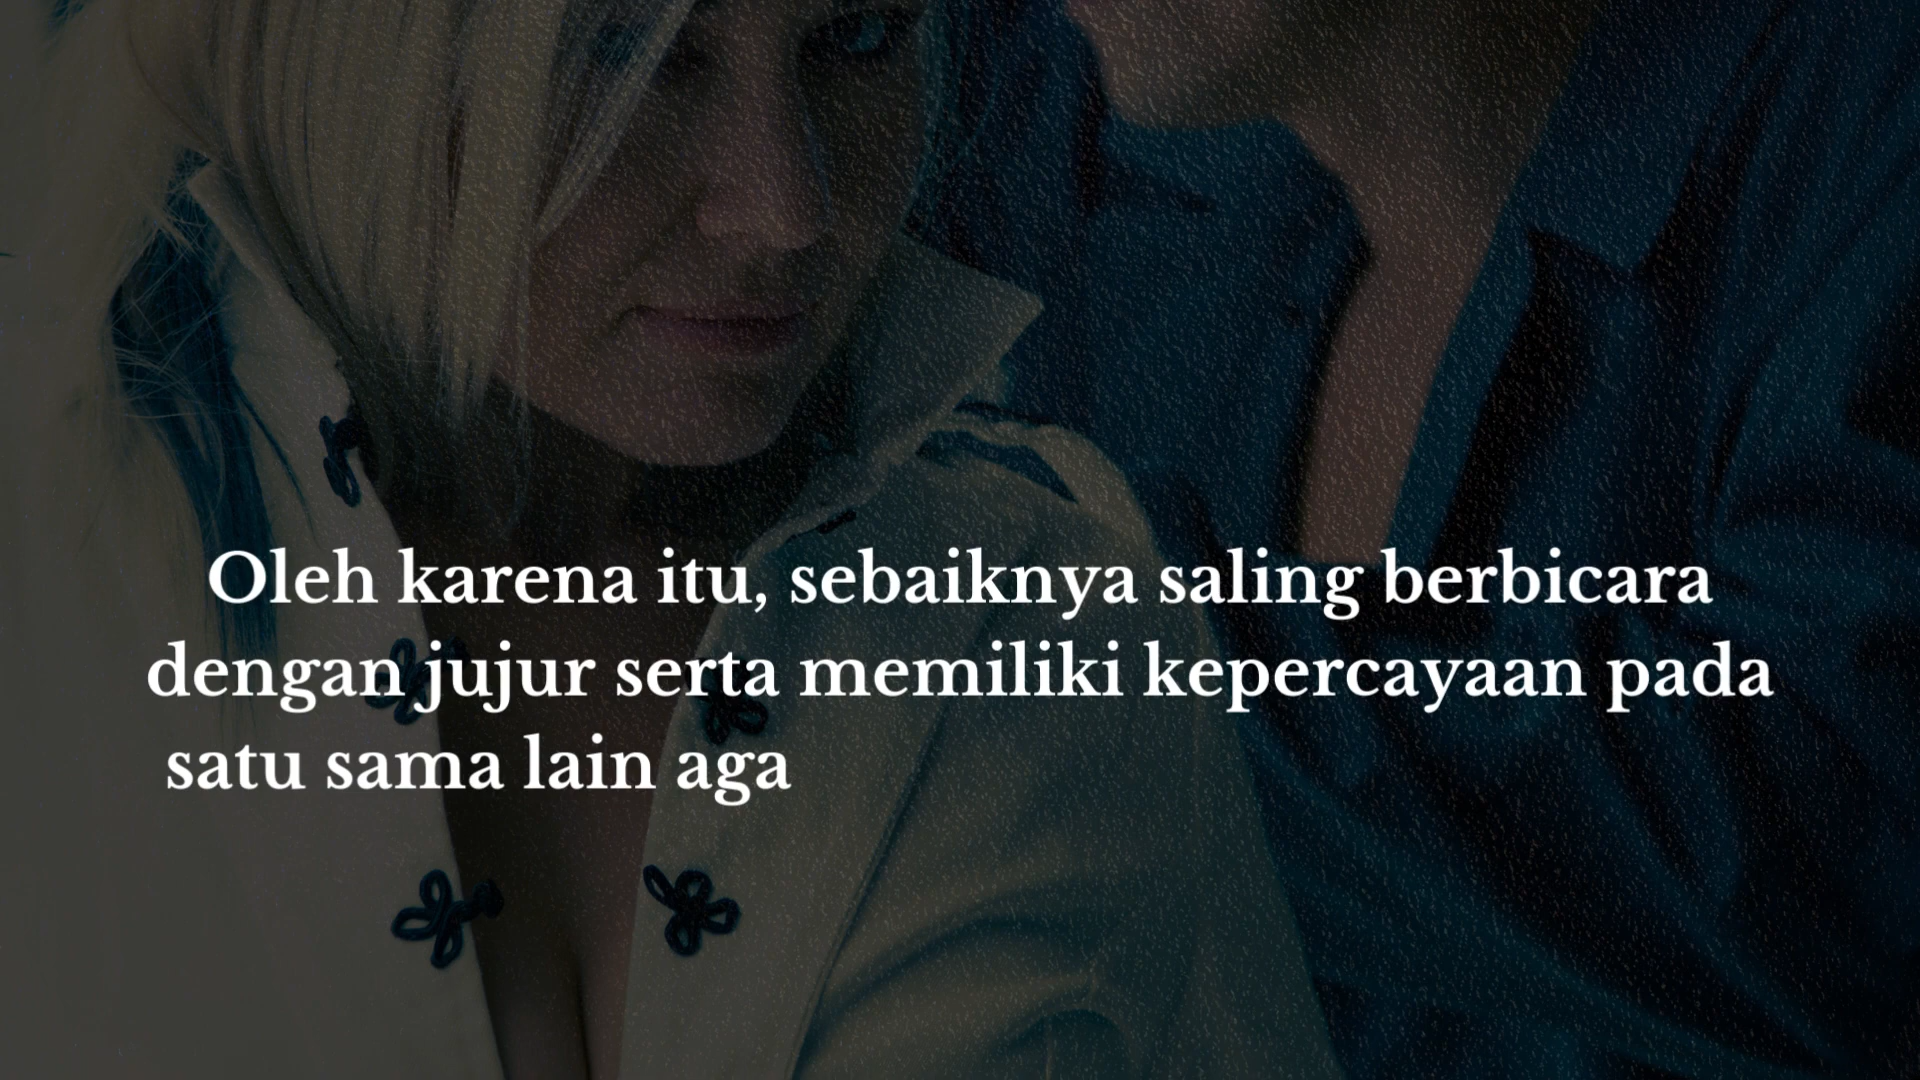 Oleh karena itu, sebaiknya saling berbicara
dengan jujur serta memiliki kepercayaan pada
satu sama lain aga